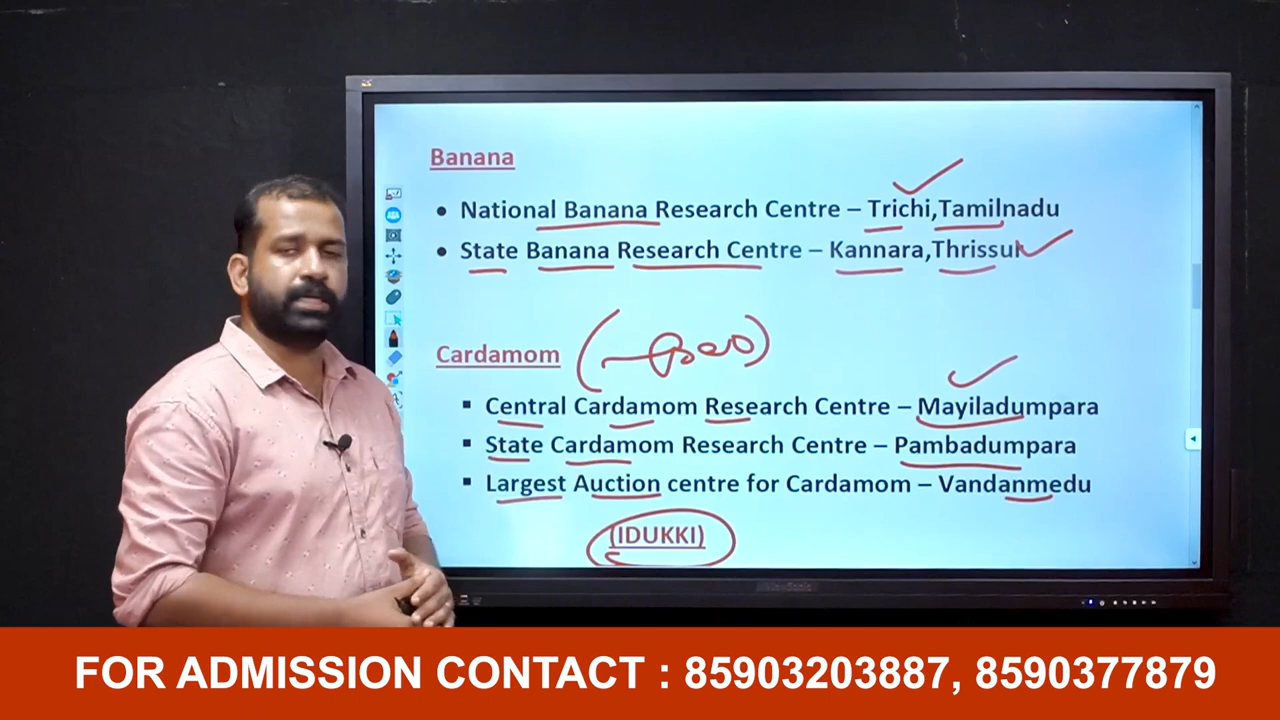 Banana
• National Banana Research Centre – Trichi,Tamilnadu
• State Banana Research Centre – Kannara,Thrissur
Cardamom
▪ Central Cardamom Research Centre – Mayiladumpara
▪ State Cardamom Research Centre – Pambadumpara
▪ Largest Auction centre for Cardamom – Vandanmedu
(IDUKKI)
ViewSonic
FOR ADMISSION CONTACT : 85903203887, 8590377879